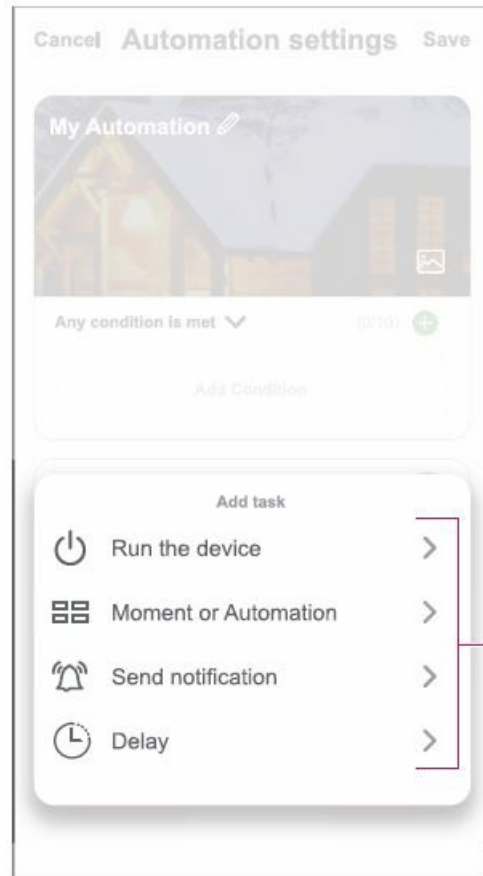 Cancel Automation settings Save
My Automation
Any condition is met (0/10)
Add Condition
Add task
Run the device
Moment or Automation
Send notification
Delay